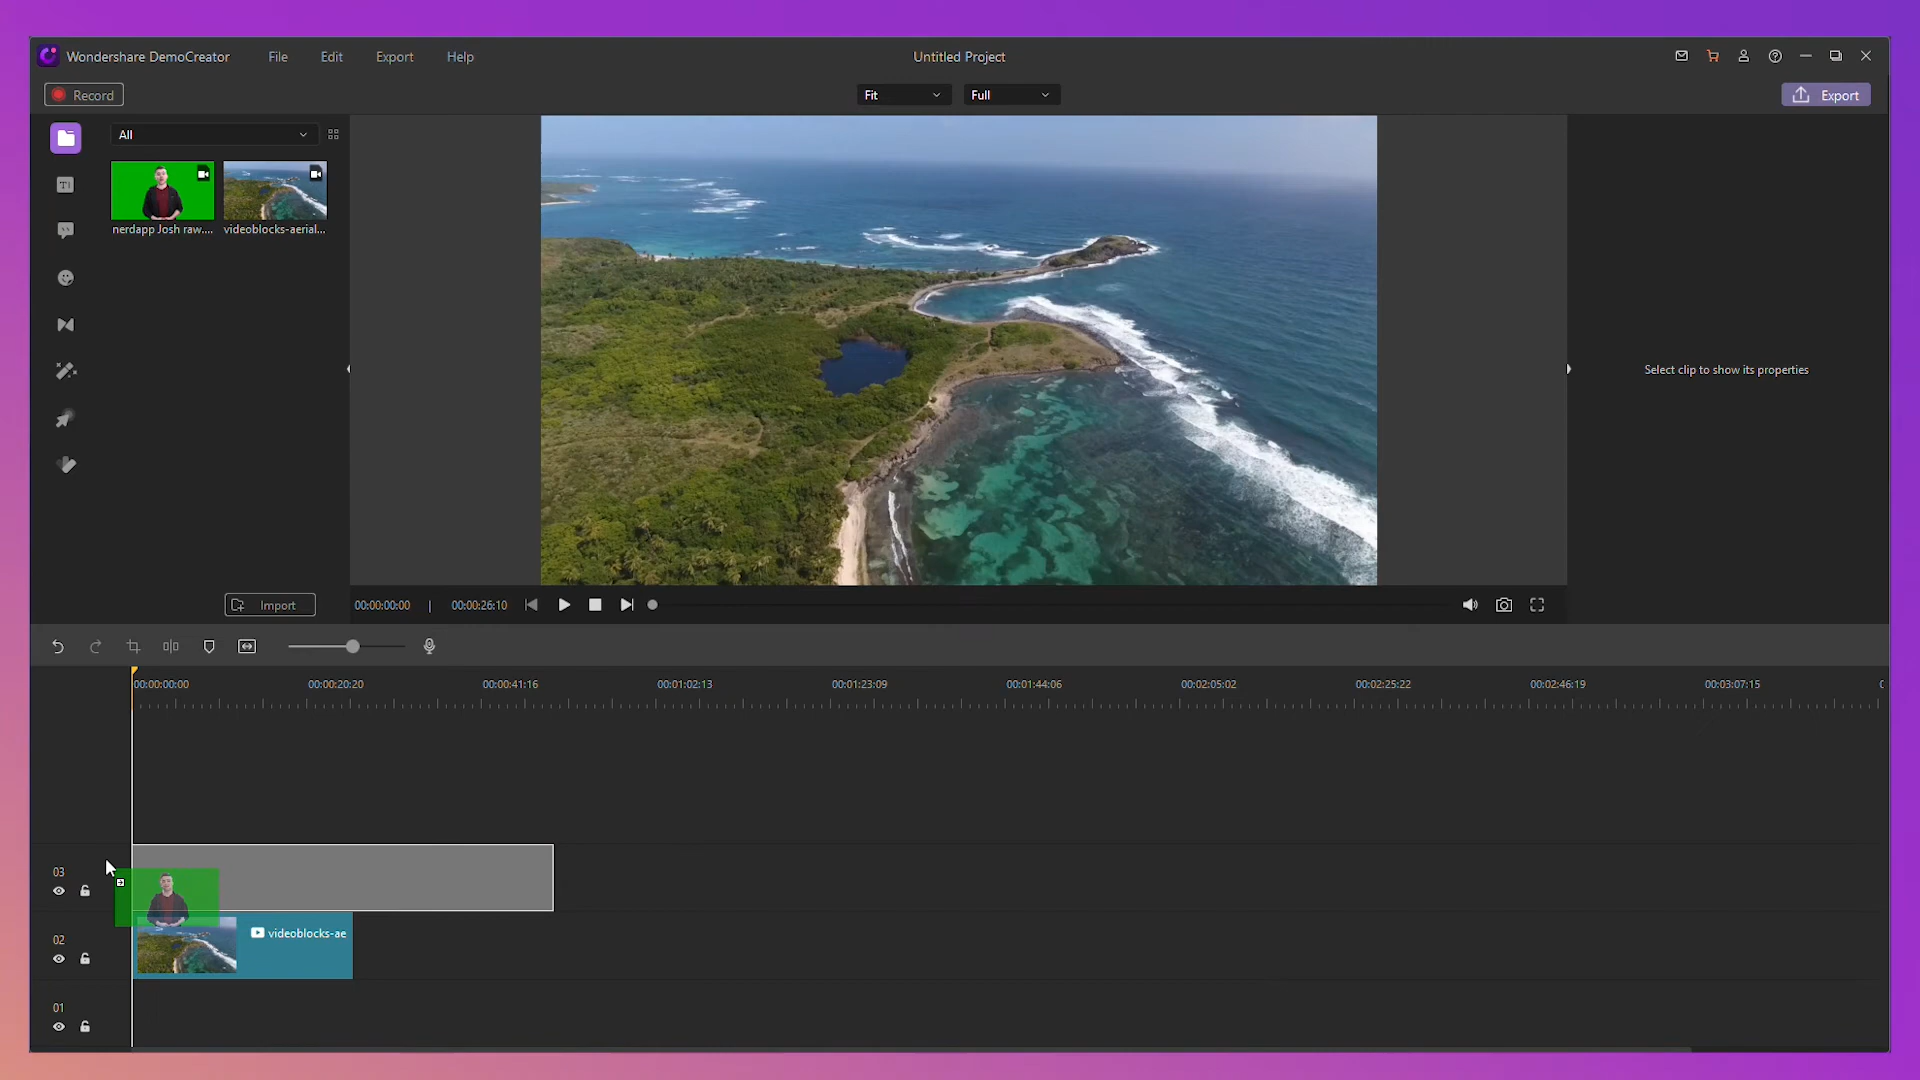 Wondershare DemoCreator File Edit Export Help Untitled Project
Record Fit Full Export
All
nerdapp Josh raw.... videoblocks-aerial...
Select clip to show its properties
Import 00:00:00:00 | 00:00:26:10
00:00:00:00 00:00:20:20 00:00:41:16 00:01:02:13 00:01:23:09 00:01:44:06 00:02:05:02 00:02:25:22 00:02:46:19 00:03:07:15
03
02 videoblocks-ae
01